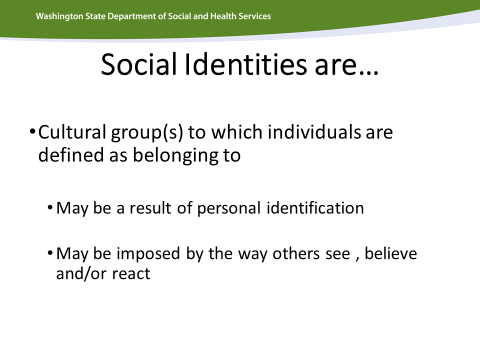 Washington State Department of Social and Health Services
Social Identities are…
•Cultural group(s) to which individuals are
defined as belonging to
• May be a result of personal identification
• May be imposed by the way others see , believe
and/or react